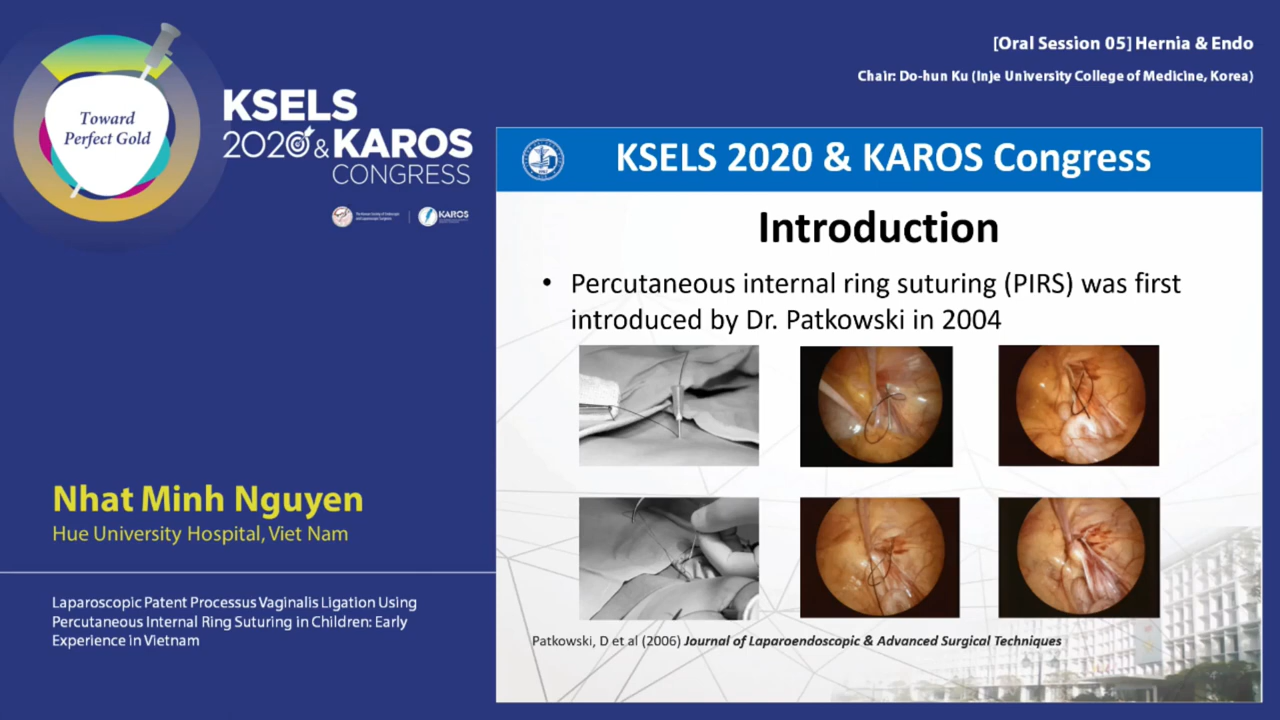 [Oral Session 05] Hernia & Endo
Chair: Do-hun Ku (Inje University College of Medicine, Korea)
Toward
Perfect Gold
KSELS
2020 & KAROS
CONGRESS
KAROS
KSELS 2020 & KAROS Congress
Introduction
• Percutaneous internal ring suturing (PIRS) was first
introduced by Dr. Patkowski in 2004
Patkowski, D et al (2006) Journal of Laparoendoscopic & Advanced Surgical Techniques
Nhat Minh Nguyen
Hue University Hospital, Viet Nam
Laparoscopic Patent Processus Vaginalis Ligation Using
Percutaneous Internal Ring Suturing in Children: Early
Experience in Vietnam